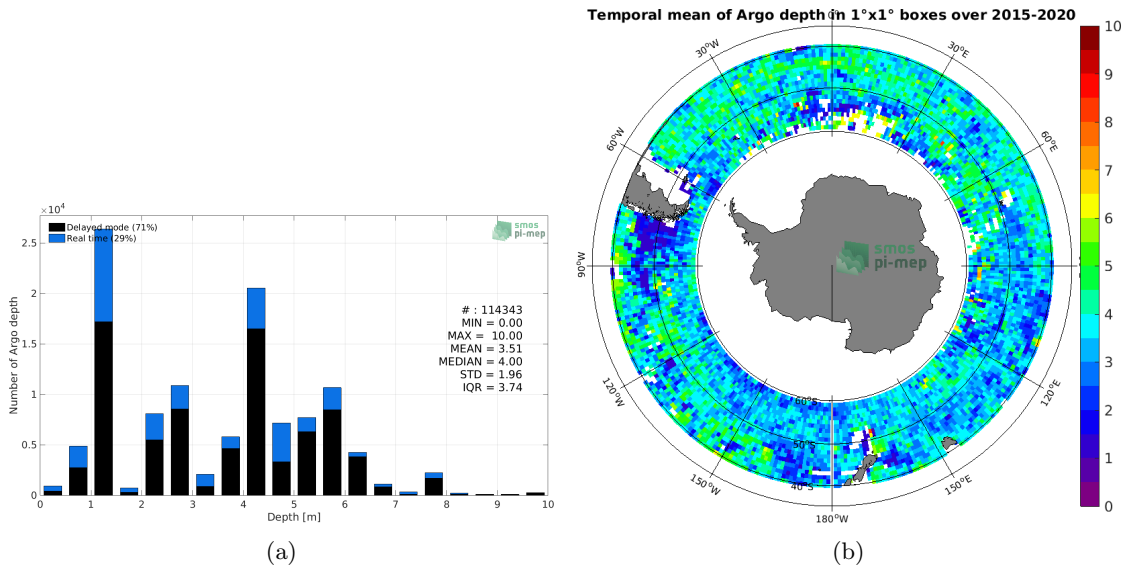 ×10⁴
2.5
2
1.5
1
0.5
0
Number of Argo depth
Delayed mode (71%)
Real time (29%)
smos
pi-mep
# : 114343
MIN = 0.00
MAX = 10.00
MEAN = 3.51
MEDIAN = 4.00
STD = 1.96
IQR = 3.74
0 1 2 3 4 5 6 7 8 9 10
Depth [m]
(a)
Temporal mean of Argo depth in 1°x1° boxes over 2015-2020
0°
30°W
30°E
60°W
60°E
90°W
120°W
120°E
150°W
150°E
180°W
60°S
50°S
40°S
smos
pi-mep
10
9
8
7
6
5
4
3
2
1
0
(b)